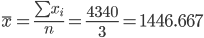 x̅ = ∑xᵢ / n = 4340 / 3 = 1446.667